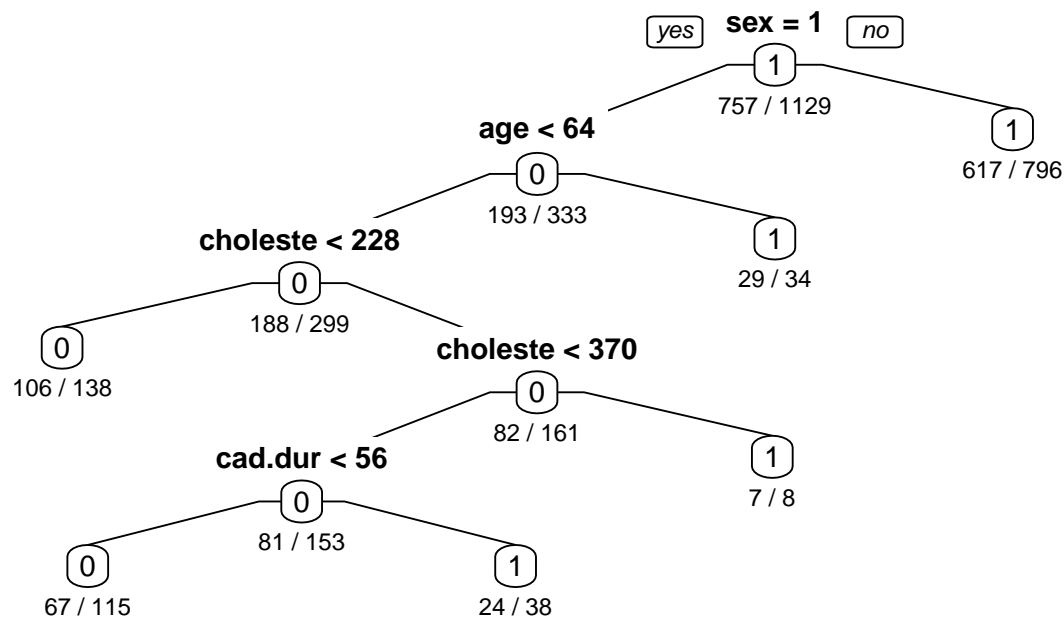 yes sex = 1 no
1
757 / 1129
age < 64
1
617 / 796
0
193 / 333
choleste < 228
1
29 / 34
0
188 / 299
0
106 / 138
choleste < 370
0
82 / 161
cad.dur < 56
1
7 / 8
0
81 / 153
0
67 / 115
1
24 / 38